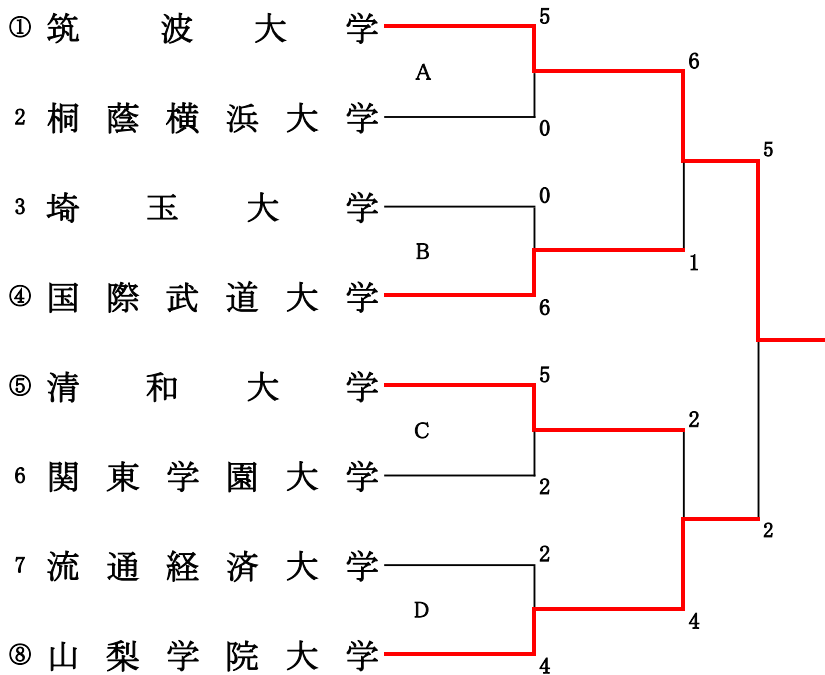 ① 筑波大学 5
A 6
2 桐蔭横浜大学 0
5
3 埼玉大学 0
B 1
④ 国際武道大学 6
⑤ 清和大学 5
C 2
6 関東学園大学 2
2
7 流通経済大学 2
D 4
⑧ 山梨学院大学 4